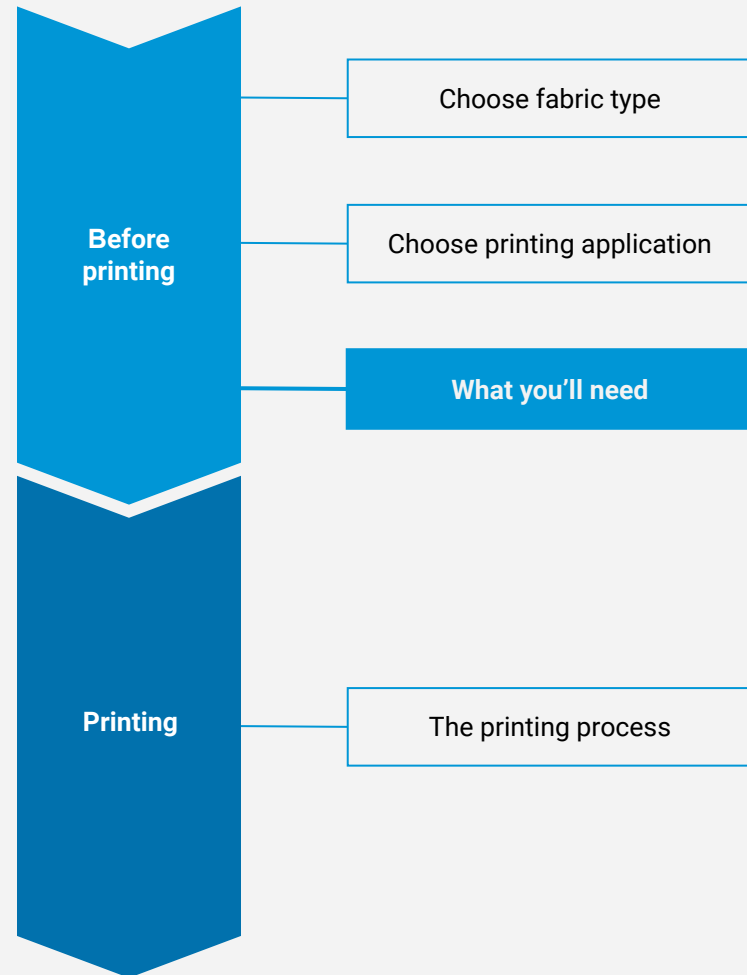 Choose fabric type
Before
printing
Choose printing application
What you’ll need
Printing
The printing process